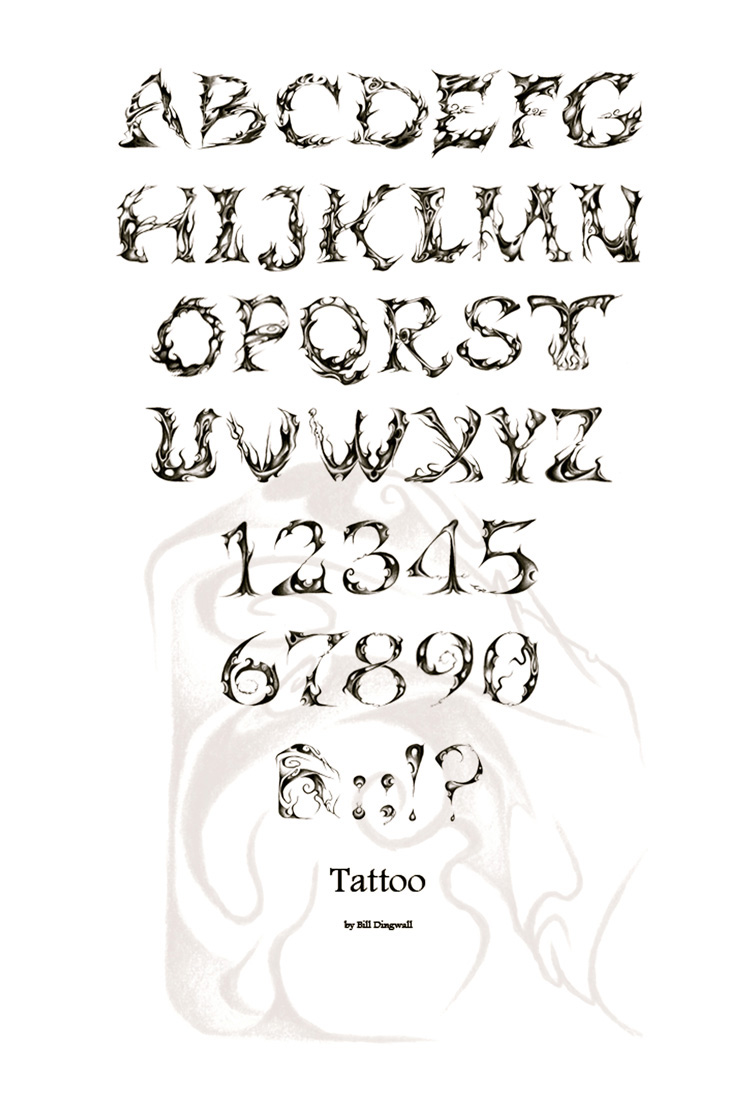 ABCDEFG
HIJKLMN
OPQRST
UVWXYZ
12345
67890
&:;!?
Tattoo
by Bill Dingwall